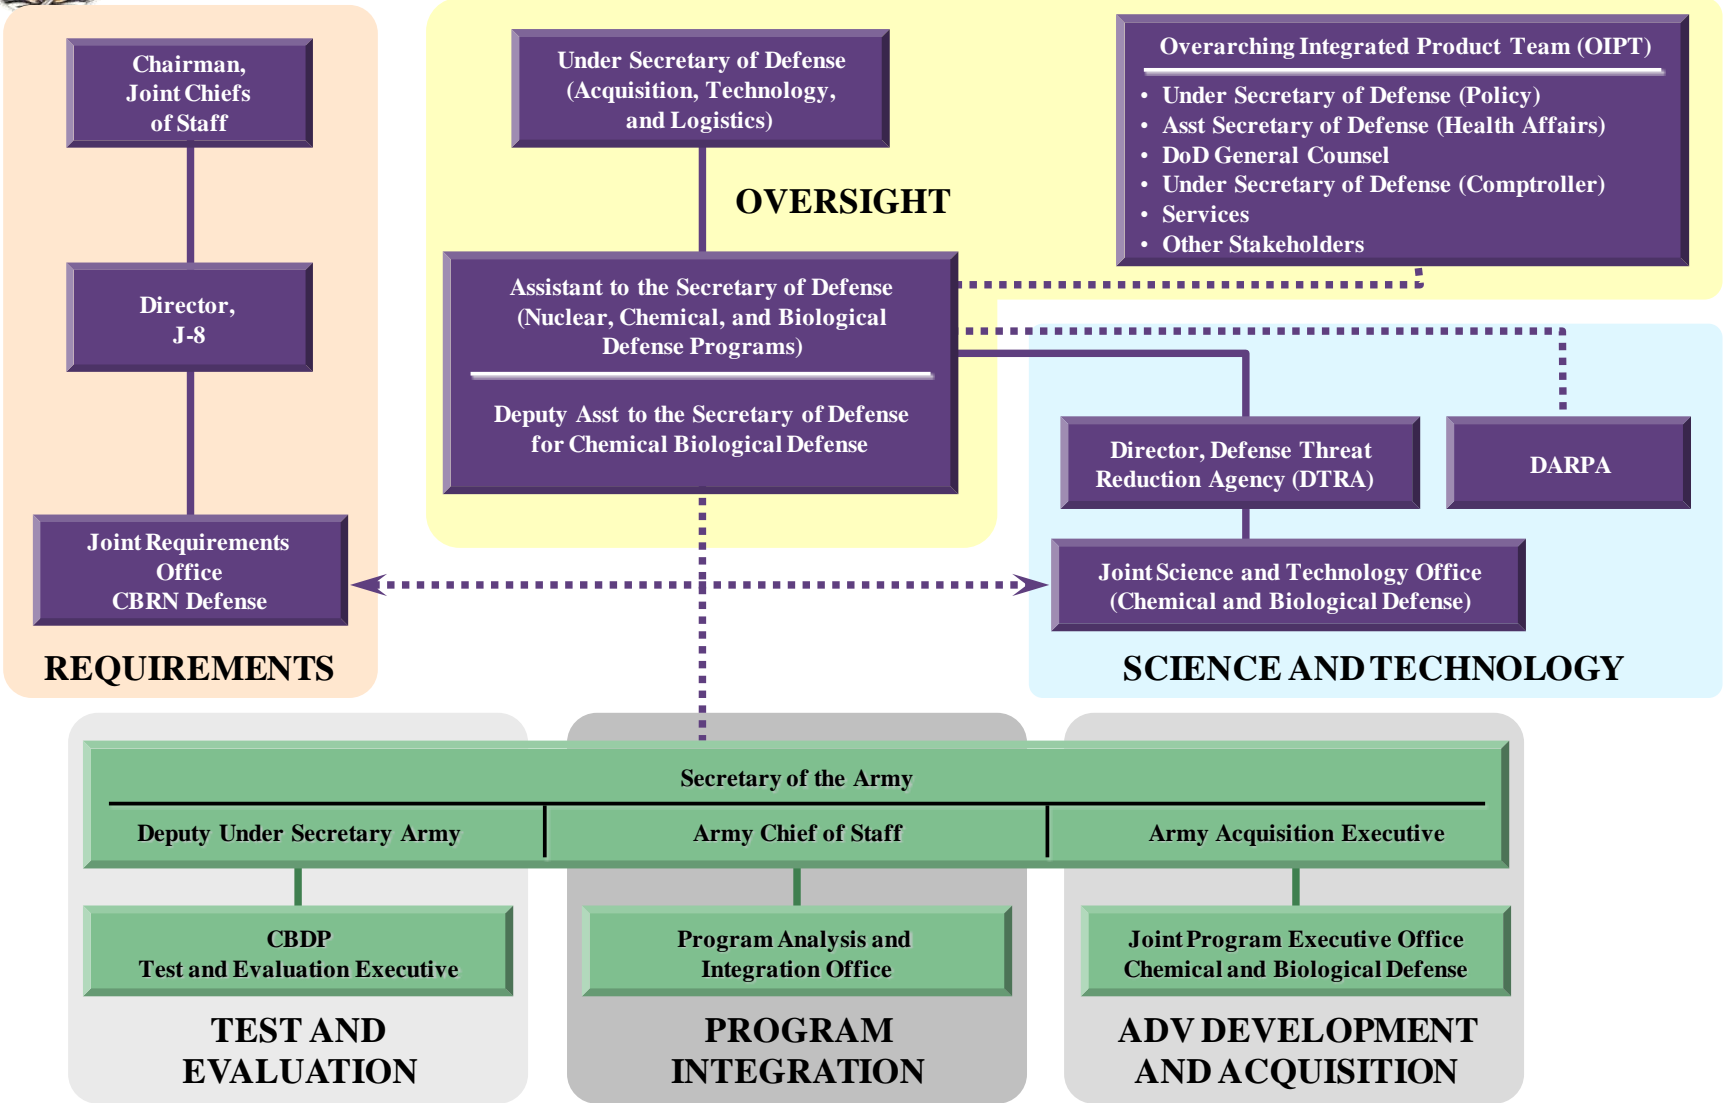 Chairman,
Joint Chiefs
of Staff
Director,
J-8
Joint Requirements
Office
CBRN Defense
REQUIREMENTS
Under Secretary of Defense
(Acquisition, Technology,
and Logistics)
OVERSIGHT
Assistant to the Secretary of Defense
(Nuclear, Chemical, and Biological
Defense Programs)
Deputy Asst to the Secretary of Defense
for Chemical Biological Defense
Overarching Integrated Product Team (OIPT)
• Under Secretary of Defense (Policy)
• Asst Secretary of Defense (Health Affairs)
• DoD General Counsel
• Under Secretary of Defense (Comptroller)
• Services
• Other Stakeholders
Director, Defense Threat
Reduction Agency (DTRA)
DARPA
Joint Science and Technology Office
(Chemical and Biological Defense)
SCIENCE AND TECHNOLOGY
Secretary of the Army
Deputy Under Secretary Army
Army Chief of Staff
Army Acquisition Executive
CBDP
Test and Evaluation Executive
TEST AND
EVALUATION
Program Analysis and
Integration Office
PROGRAM
INTEGRATION
Joint Program Executive Office
Chemical and Biological Defense
ADV DEVELOPMENT
AND ACQUISITION